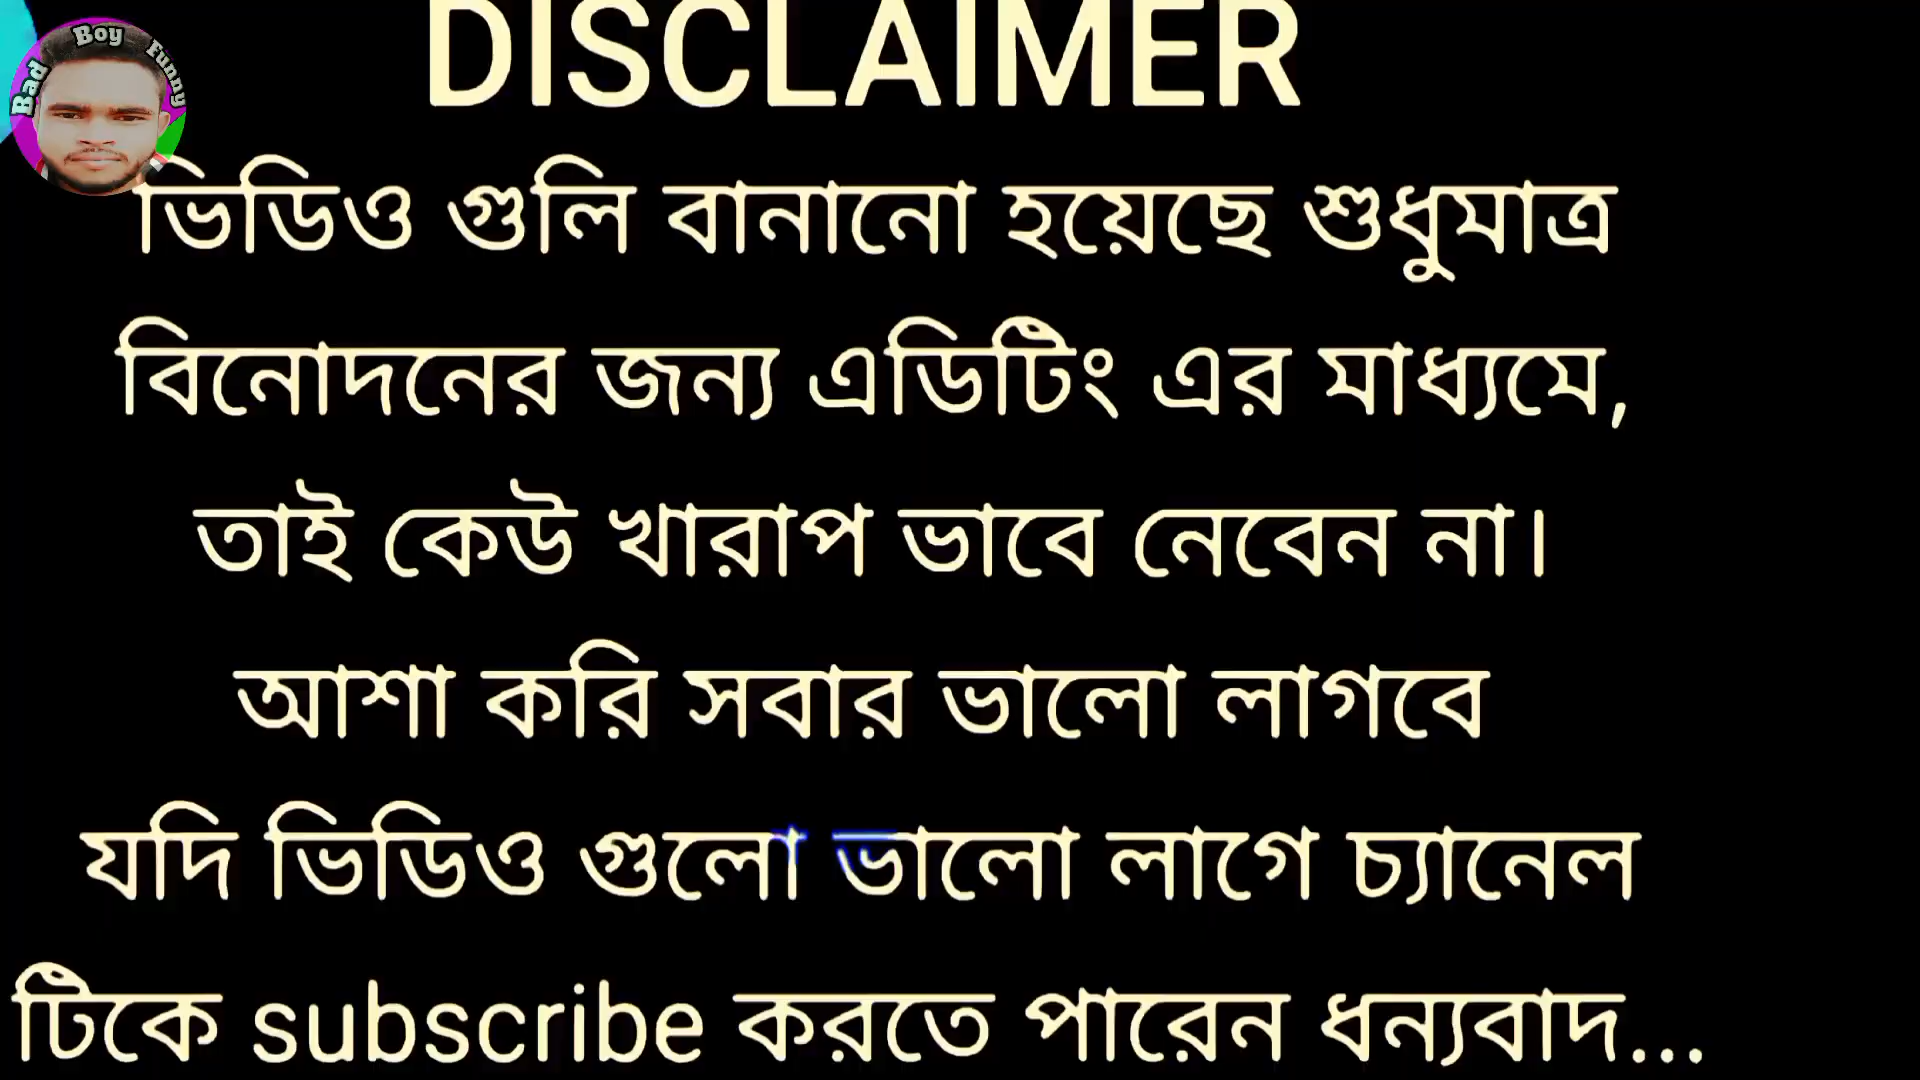 DISCLAIMER
Bad Boy Funny
ভিডিও গুলি বানানো হয়েছে শুধুমাত্র
বিনোদনের জন্য এডিটিং এর মাধ্যমে,
তাই কেউ খারাপ ভাবে নেবেন না।
আশা করি সবার ভালো লাগবে
যদি ভিডিও গুলো ভালো লাগে চ্যানেল
টিকে subscribe করতে পারেন ধন্যবাদ...